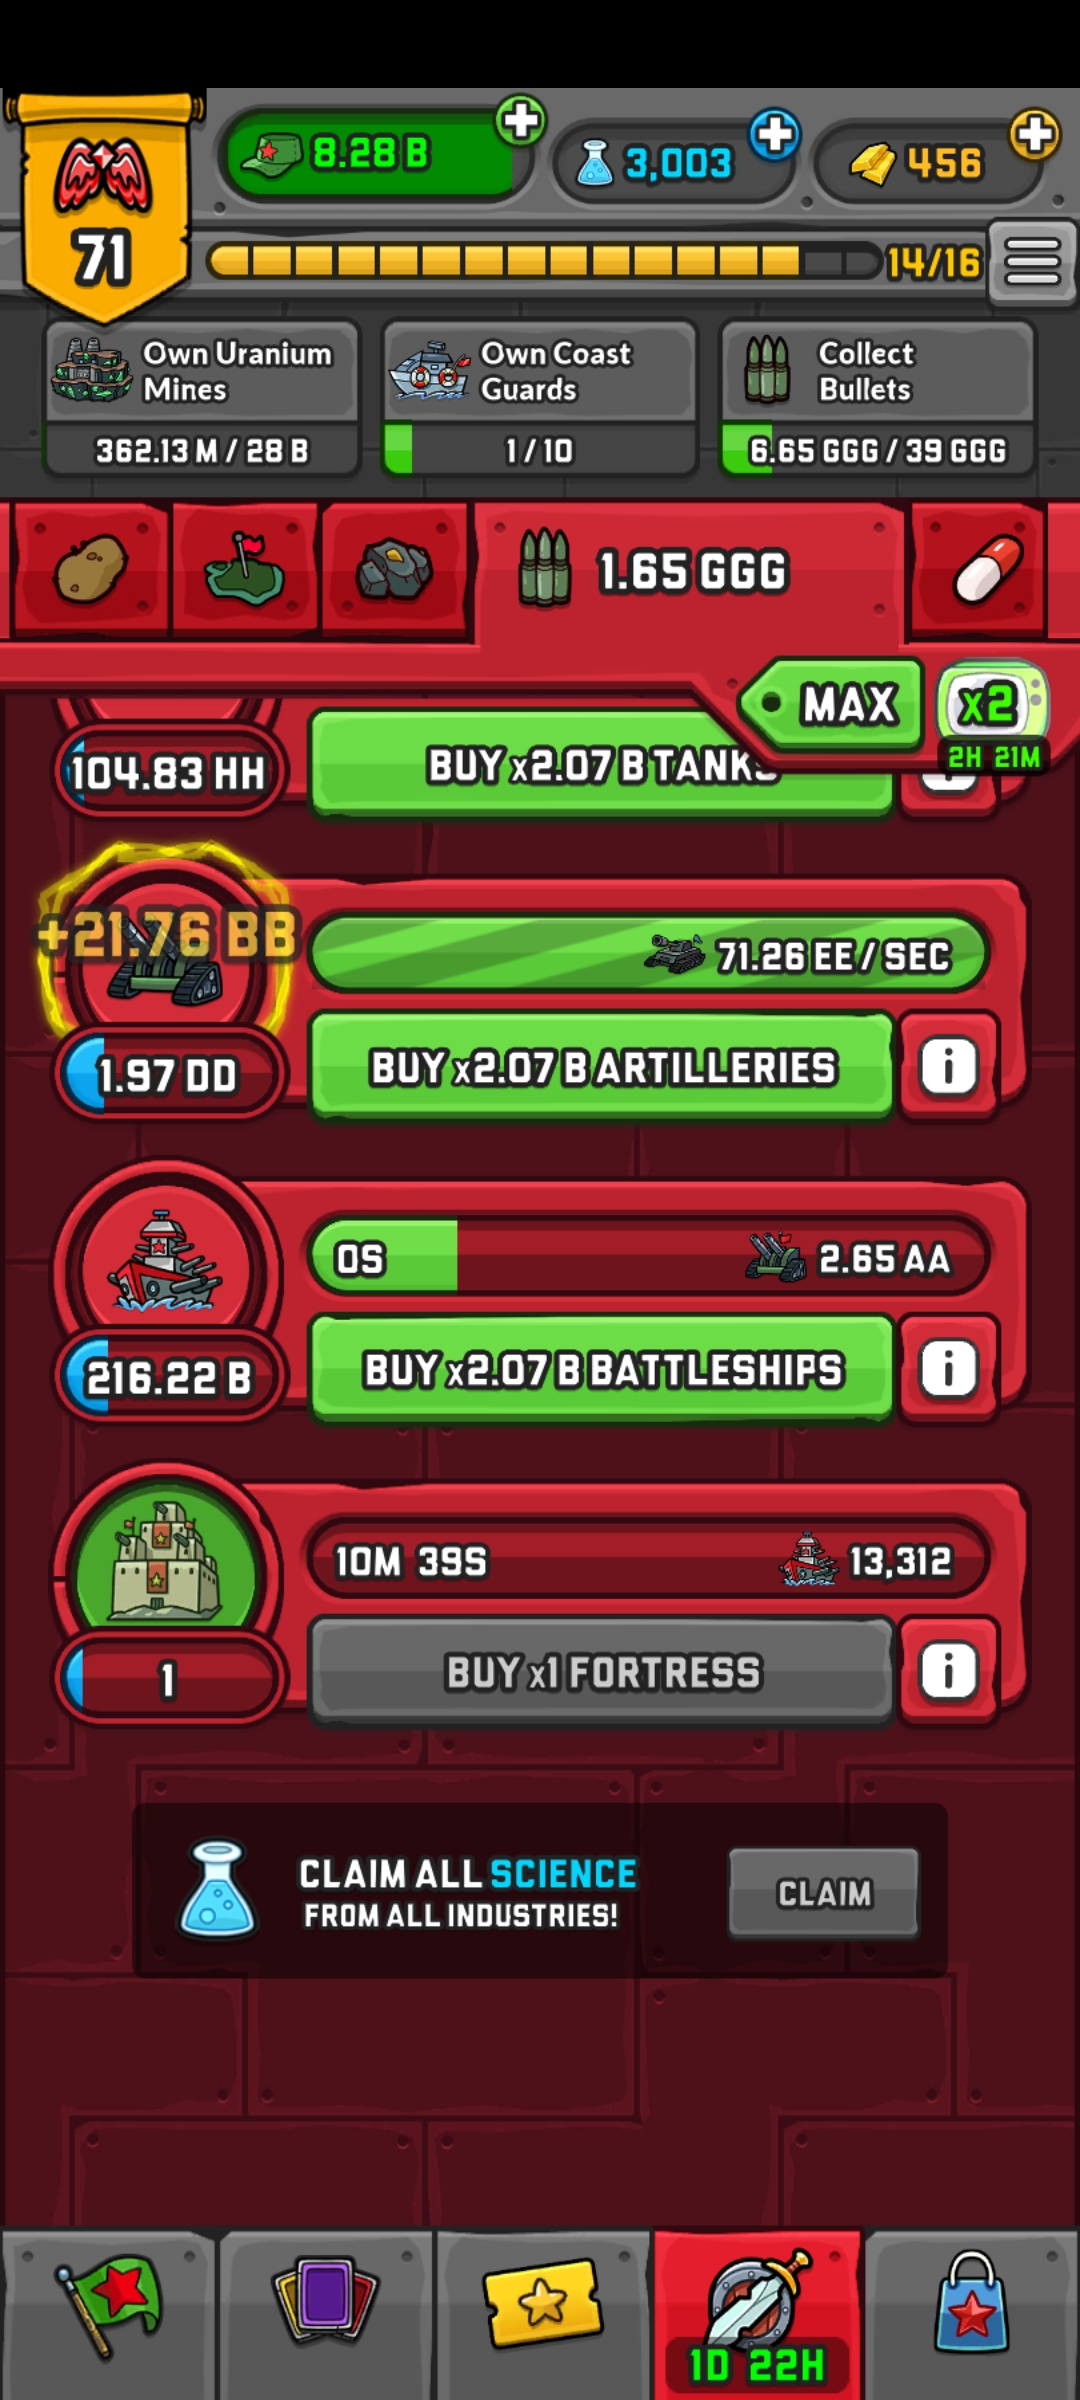 8.28 B
3,003
456
71
14/16
Own Uranium Mines
362.13 M / 28 B
Own Coast Guards
1 / 10
Collect Bullets
6.65 GGG / 39 GGG
1.65 GGG
MAX
x2
2H 21M
104.83 HH
BUY x2.07 B TANKS
+21.76 BB
71.26 EE / SEC
1.97 DD
BUY x2.07 B ARTILLERIES
i
0S
2.65 AA
216.22 B
BUY x2.07 B BATTLESHIPS
i
10M 39S
13,312
1
BUY x1 FORTRESS
i
CLAIM ALL SCIENCE
FROM ALL INDUSTRIES!
CLAIM
1D 22H